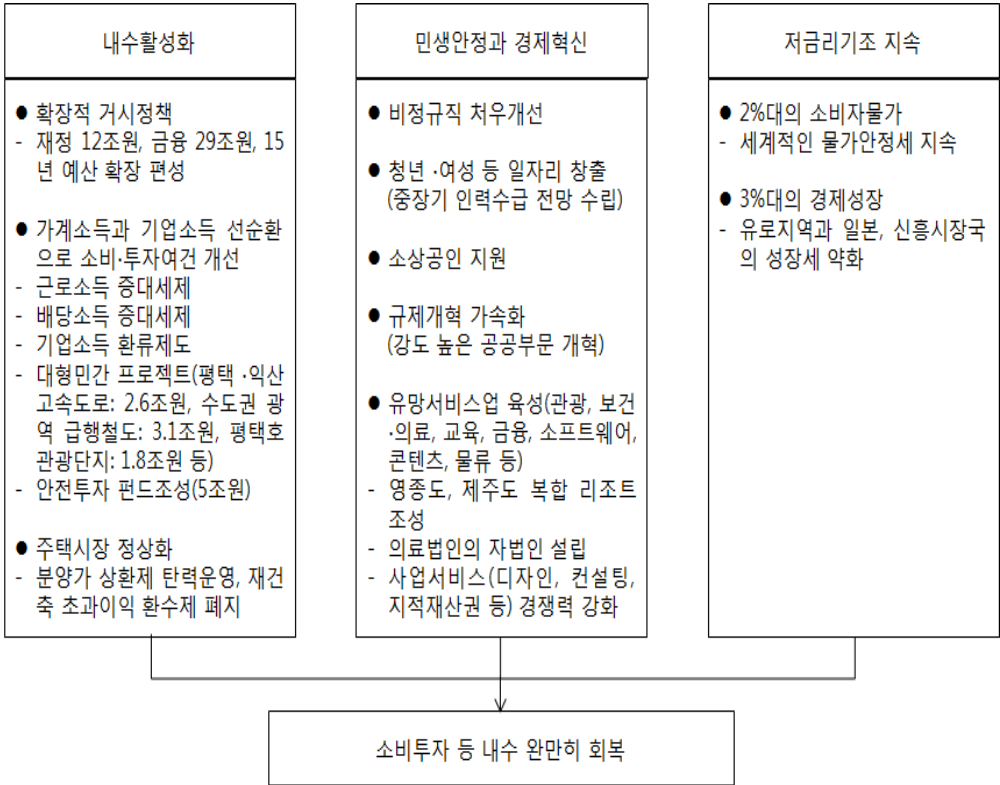 내수활성화
● 확장적 거시정책
- 재정 12조원, 금융 29조원, 15
년 예산 확장 편성
● 가계소득과 기업소득 선순환
으로 소비·투자여건 개선
- 근로소득 증대세제
- 배당소득 증대세제
- 기업소득 환류제도
- 대형민간 프로젝트(평택 ·익산
고속도로: 2.6조원, 수도권 광
역 급행철도: 3.1조원, 평택호
관광단지: 1.8조원 등)
- 안전투자 펀드조성(5조원)
● 주택시장 정상화
- 분양가 상환제 탄력운영, 재건
축 초과이익 환수제 폐지
민생안정과 경제혁신
● 비정규직 처우개선
● 청년 ·여성 등 일자리 창출
(중장기 인력수급 전망 수립)
● 소상공인 지원
● 규제개혁 가속화
(강도 높은 공공부문 개혁)
● 유망서비스업 육성(관광, 보건
·의료, 교육, 금융, 소프트웨어,
콘텐츠, 물류 등)
- 영종도, 제주도 복합 리조트
조성
- 의료법인의 자법인 설립
- 사업서비스(디자인, 컨설팅,
지적재산권 등) 경쟁력 강화
저금리기조 지속
● 2%대의 소비자물가
- 세계적인 물가안정세 지속
● 3%대의 경제성장
- 유로지역과 일본, 신흥시장국
의 성장세 약화
소비투자 등 내수 완만히 회복